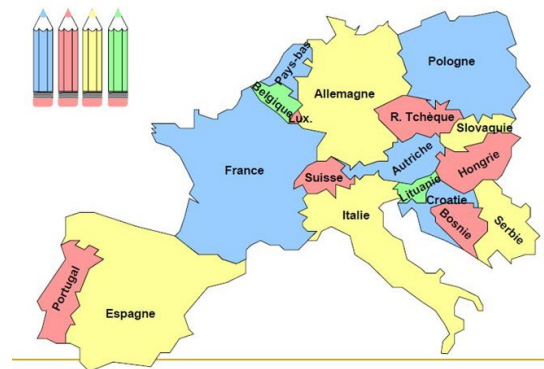 Pays-bas
Pologne
Belgique
Allemagne
Lux.
R. Tchèque
Slovaquie
France
Autriche
Suisse
Hongrie
Lituanie
Croatie
Italie
Bosnie
Serbie
Portugal
Espagne